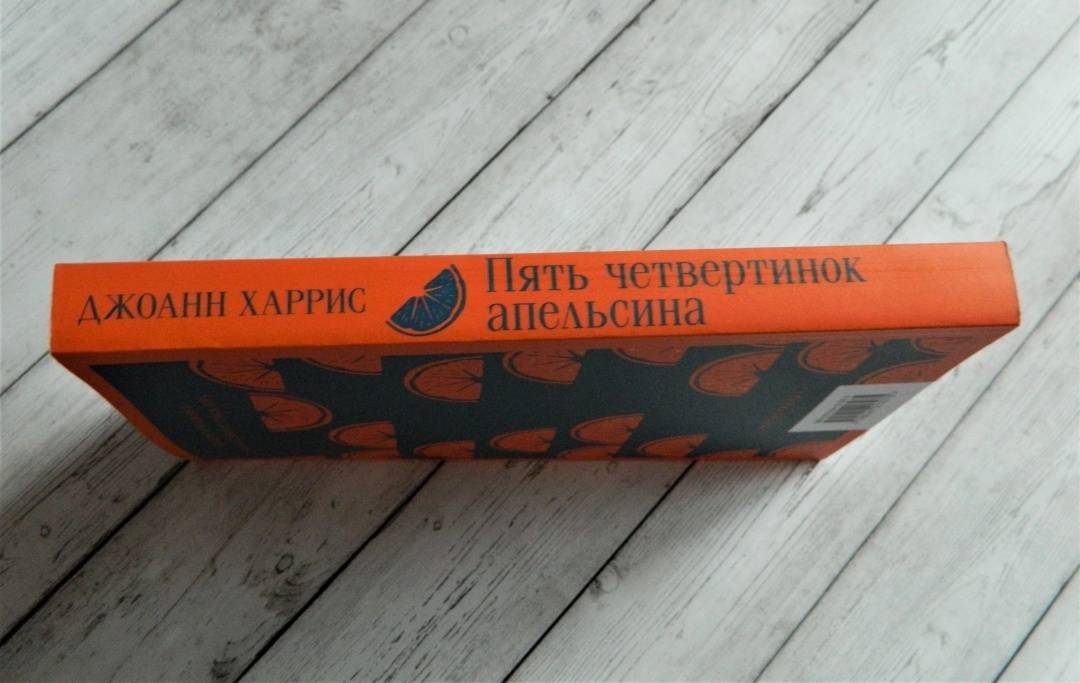 ДЖОАНН ХАРРИС
Пять четвертинок
апельсина